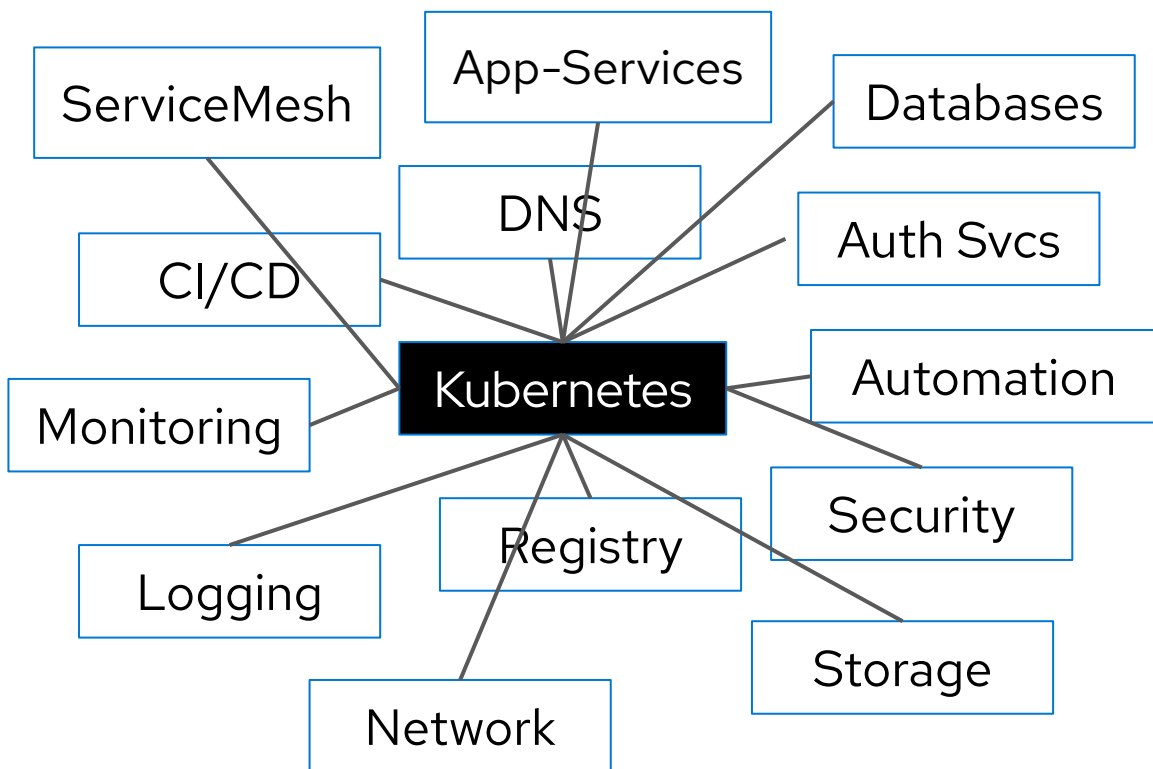 App-Services
ServiceMesh
Databases
DNS
Auth Svcs
CI/CD
Kubernetes
Automation
Monitoring
Security
Registry
Logging
Storage
Network